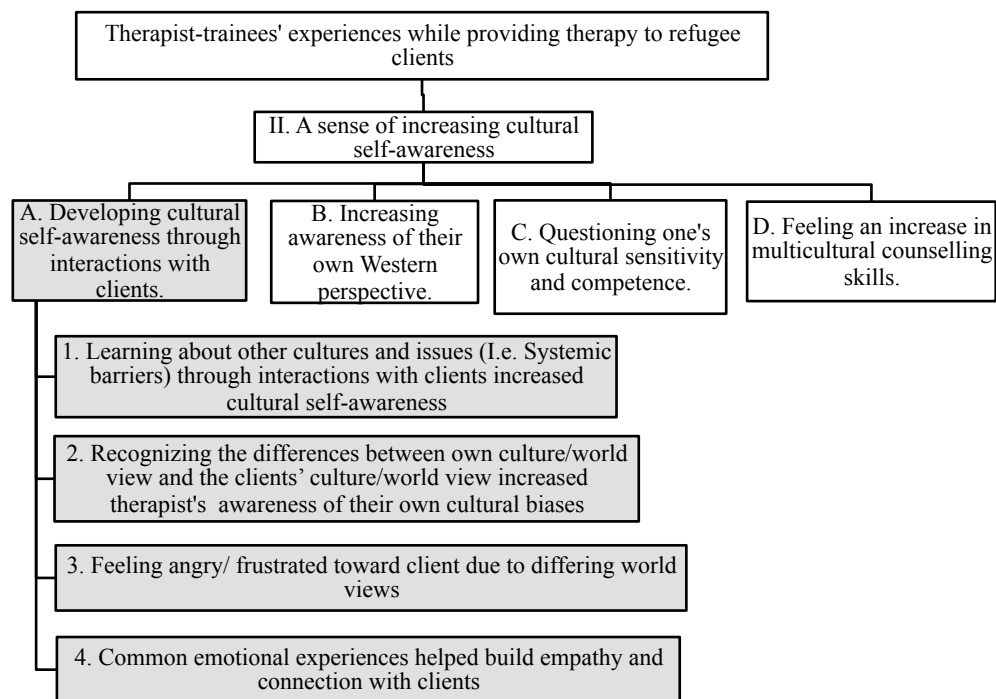 Therapist-trainees' experiences while providing therapy to refugee
clients
II. A sense of increasing cultural
self-awareness
A. Developing cultural
self-awareness through
interactions with
clients.
B. Increasing
awareness of their
own Western
perspective.
C. Questioning one's
own cultural sensitivity
and competence.
D. Feeling an increase in
multicultural counselling
skills.
1. Learning about other cultures and issues (I.e. Systemic
barriers) through interactions with clients increased
cultural self-awareness
2. Recognizing the differences between own culture/world
view and the clients’ culture/world view increased
therapist's awareness of their own cultural biases
3. Feeling angry/ frustrated toward client due to differing world
views
4. Common emotional experiences helped build empathy and
connection with clients